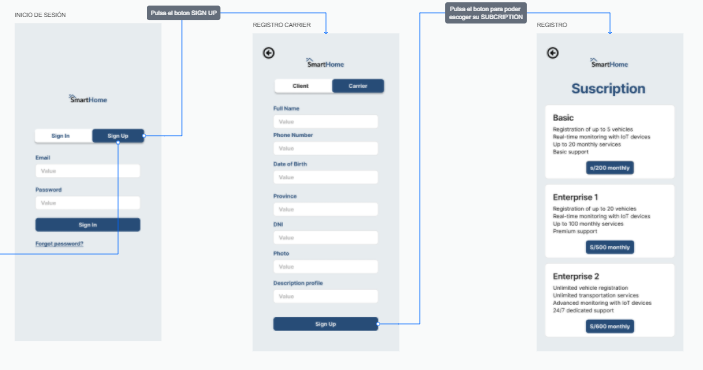 INICIO DE SESIÓN
Pulsa el boton SIGN UP
SmartHome
Sign In
Sign Up
Email
Value
Password
Value
Sign In
Forgot password?
REGISTRO CARRIER
SmartHome
Client
Carrier
Full Name
Value
Phone Number
Value
Date of Birth
Value
Province
Value
DNI
Value
Photo
Value
Description profile
Value
Sign Up
Pulsa el boton para poder
escoger su SUBSCRIPTIÓN
REGISTRO
SmartHome
Suscription
Basic
Registration of up to 5 vehicles
Real-time monitoring with IoT devices
Up to 20 monthly services
Basic support
s/200 monthly
Enterprise 1
Registration of up to 20 vehicles
Real-time monitoring with IoT devices
Up to 100 monthly services
Premium support
S/500 monthly
Enterprise 2
Unlimited vehicle registration
Unlimited transportation services
Advanced monitoring with IoT devices
24/7 dedicated support
S/600 monthly